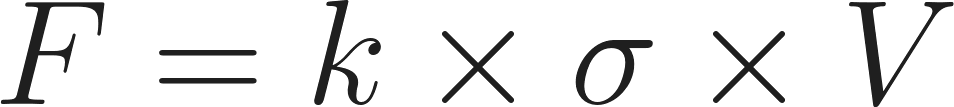 F = k × σ × V